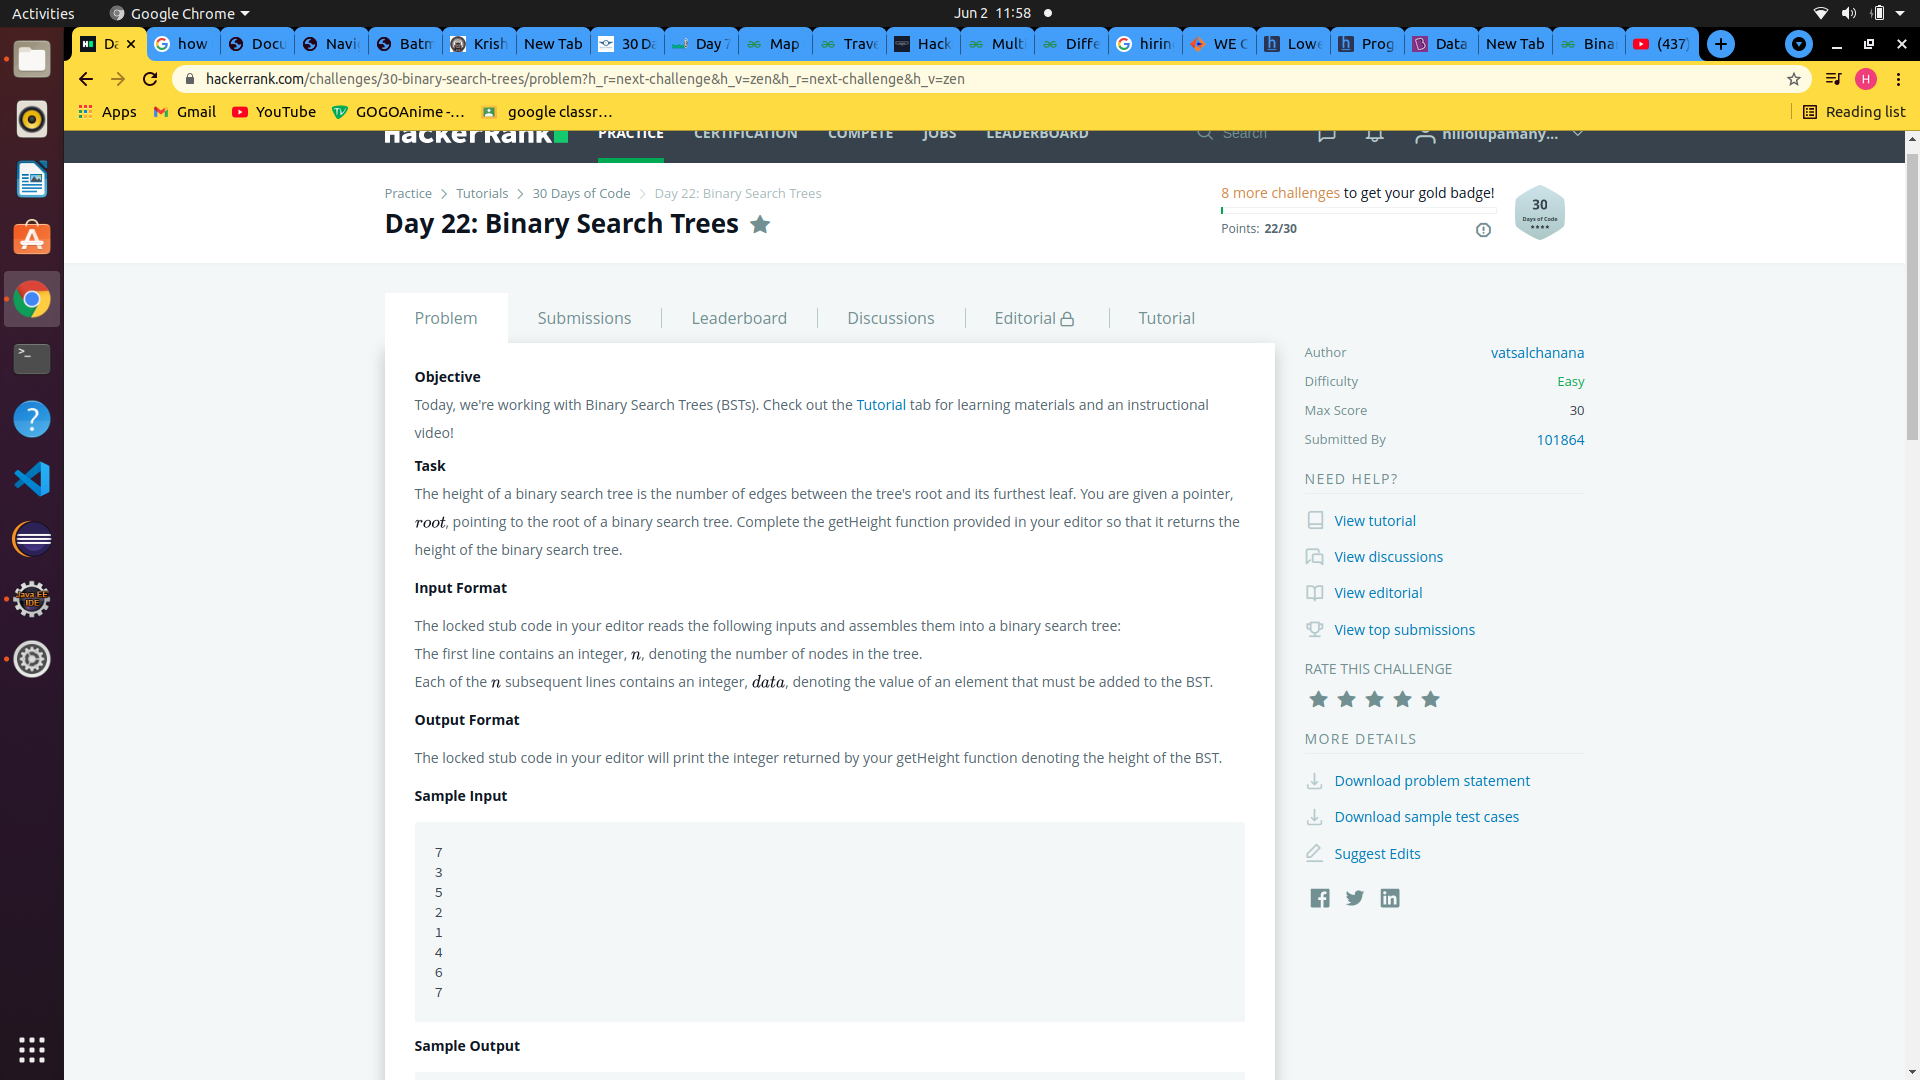 Activities
Google Chrome
Jun 2 11:58
Da
how
Docu
Navi
Batm
Krish
New Tab
30 Da
Day 7
Map
Trave
Hack
Multi
Diffe
hirin
WE C
Lowe
Prog
Data
New Tab
Bina
(437)
hackerrank.com/challenges/30-binary-search-trees/problem?h_r=next-challenge&h_v=zen&h_r=next-challenge&h_v=zen
H
Apps
Gmail
YouTube
GOGOAnime -...
google classr...
Reading list
HackerRank
PRACTICE
CERTIFICATION
COMPETE
JOBS
LEADERBOARD
Search
Practice > Tutorials > 30 Days of Code > Day 22: Binary Search Trees
Day 22: Binary Search Trees
8 more challenges to get your gold badge!
Points: 22/30
30
Days of Code
Problem
Submissions
Leaderboard
Discussions
Editorial
Tutorial
Objective
Today, we're working with Binary Search Trees (BSTs). Check out the Tutorial tab for learning materials and an instructional
video!
Task
The height of a binary search tree is the number of edges between the tree's root and its furthest leaf. You are given a pointer,
root, pointing to the root of a binary search tree. Complete the getHeight function provided in your editor so that it returns the
height of the binary search tree.
Input Format
The locked stub code in your editor reads the following inputs and assembles them into a binary search tree:
The first line contains an integer, n, denoting the number of nodes in the tree.
Each of the n subsequent lines contains an integer, data, denoting the value of an element that must be added to the BST.
Output Format
The locked stub code in your editor will print the integer returned by your getHeight function denoting the height of the BST.
Sample Input
7
3
5
2
1
4
6
7
Sample Output
Author vatsalchanana
Difficulty Easy
Max Score 30
Submitted By 101864
NEED HELP?
View tutorial
View discussions
View editorial
View top submissions
RATE THIS CHALLENGE
MORE DETAILS
Download problem statement
Download sample test cases
Suggest Edits